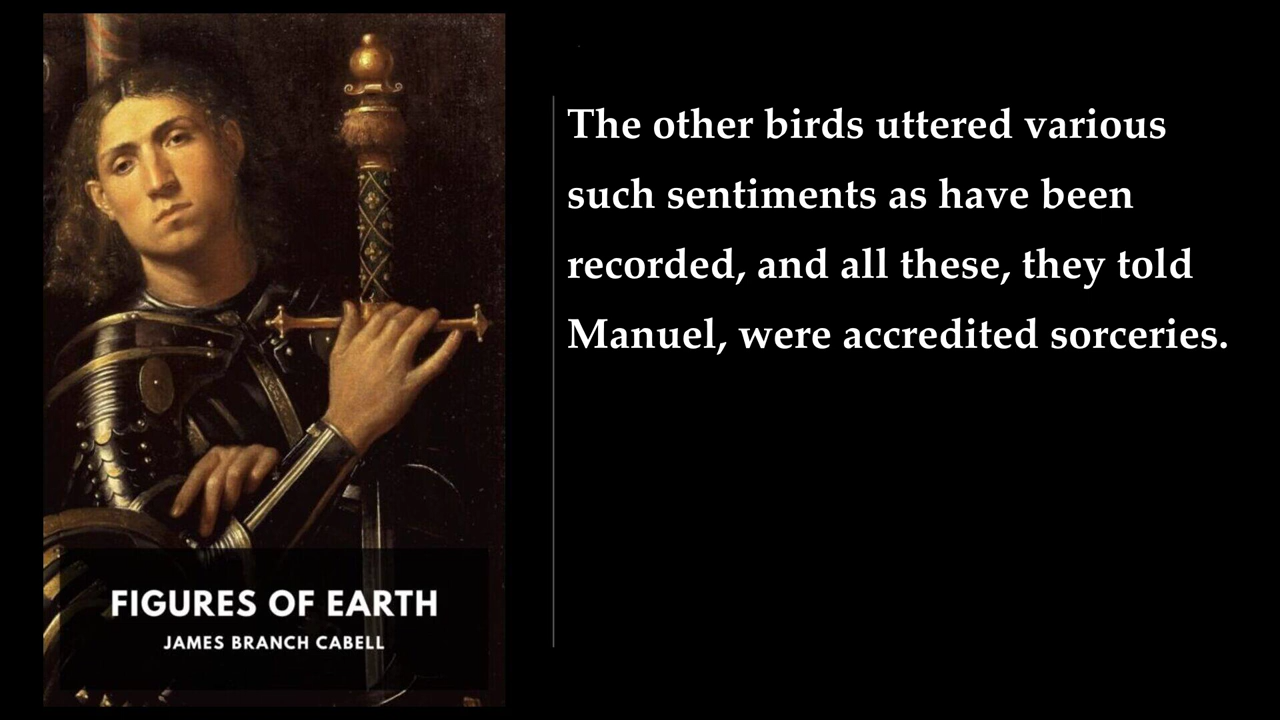 The other birds uttered various
such sentiments as have been
recorded, and all these, they told
Manuel, were accredited sorceries.
FIGURES OF EARTH
JAMES BRANCH CABELL